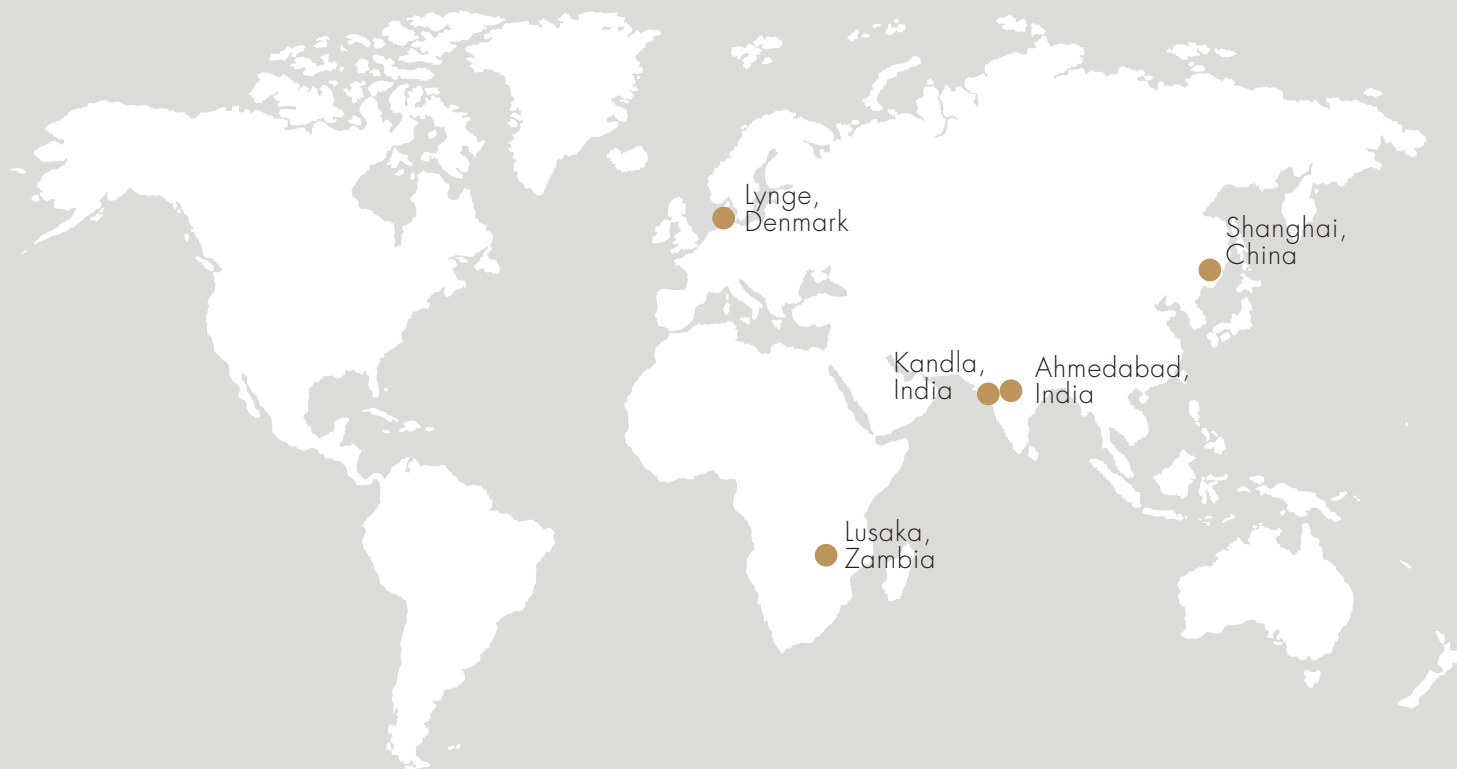 Lynge,
Denmark
Shanghai,
China
Kandla,
India
Ahmedabad,
India
Lusaka,
Zambia